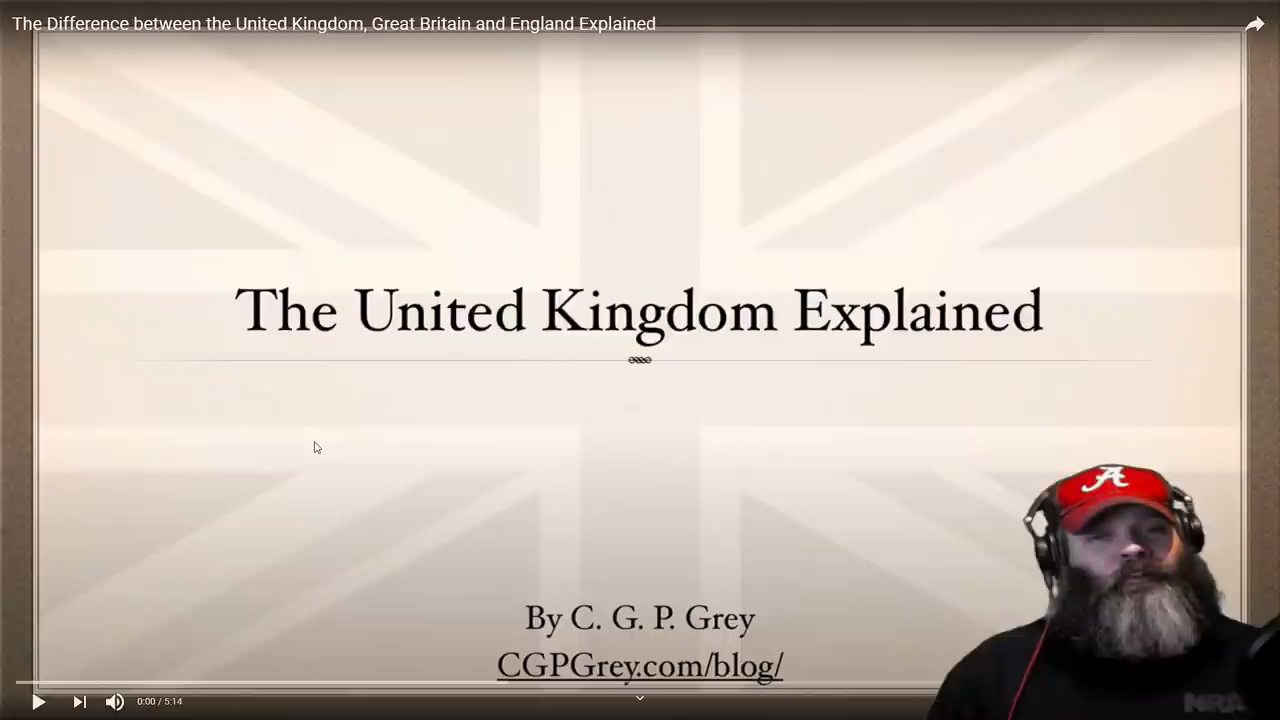 The Difference between the United Kingdom, Great Britain and England Explained
The United Kingdom Explained
By C. G. P. Grey
CGPGrey.com/blog/
0:00 / 5:14
A
NRA